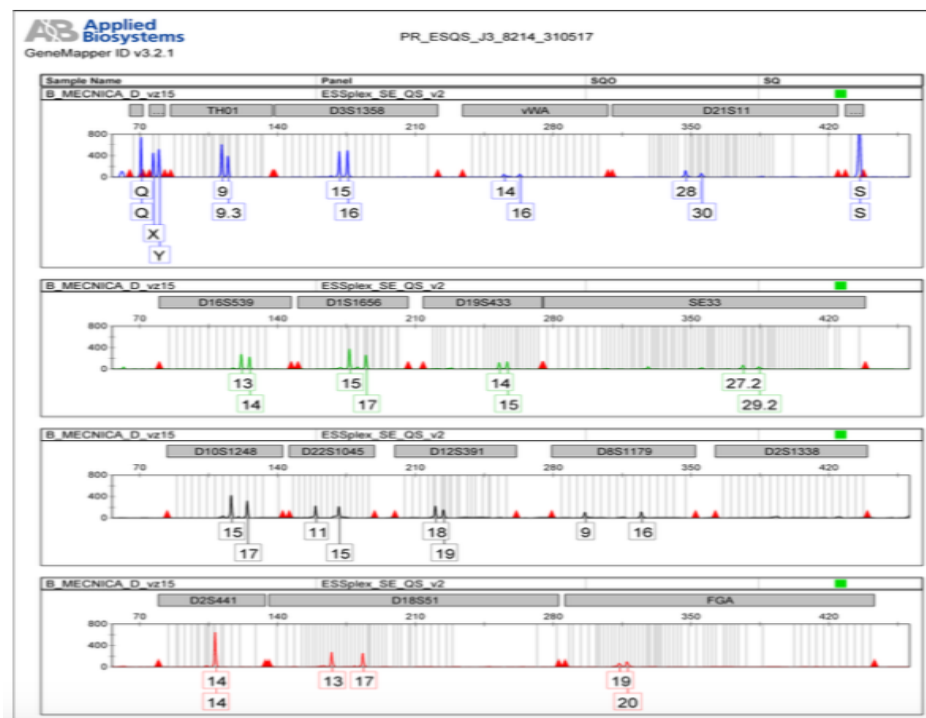 AB Applied Biosystems
GeneMapper ID v3.2.1
PR_ESQS_J3_8214_310517
Sample Name Panel SQO SQ
B_MECNICA_D_vz15 ESSplex_SE_QS_v2
... TH01 D3S1358 vWA D21S11 ...
70 140 210 280 350 420
800
400
0
Q 9 15 14 28 S
Q 9.3 16 16 30 S
X
Y
B_MECNICA_D_vz15 ESSplex_SE_QS_v2
D16S539 D1S1656 D19S433 SE33
70 140 210 280 350 420
800
400
0
13 15 14 27.2
14 17 15 29.2
B_MECNICA_D_vz15 ESSplex_SE_QS_v2
D10S1248 D22S1045 D12S391 D8S1179 D2S1338
70 140 210 280 350 420
800
400
0
15 11 18 9 16
17 15 19
B_MECNICA_D_vz15 ESSplex_SE_QS_v2
D2S441 D18S51 FGA
70 140 210 280 350 420
800
400
0
14 13 17 19
14 20